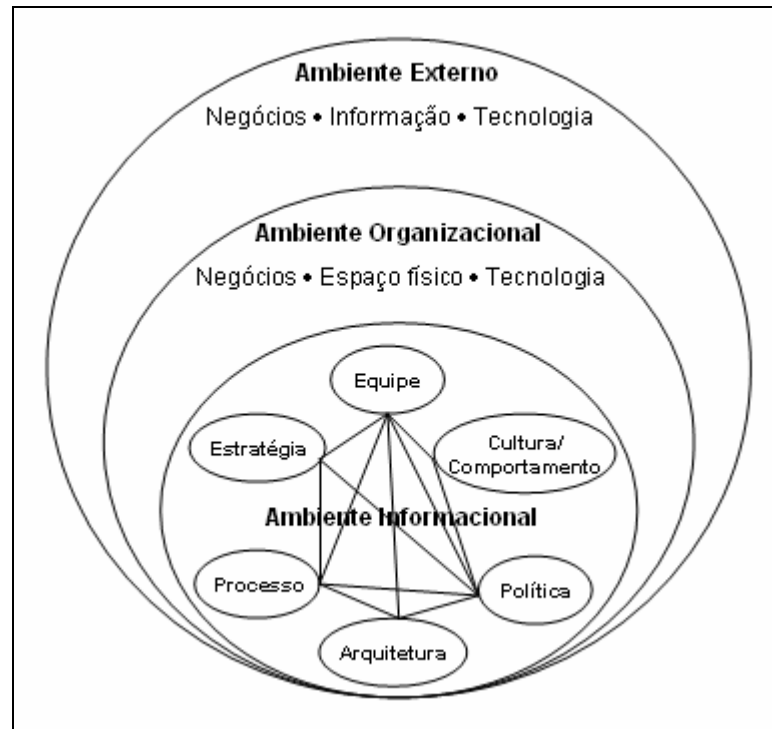 Ambiente Externo
Negócios • Informação • Tecnologia
Ambiente Organizacional
Negócios • Espaço físico • Tecnologia
Equipe
Estratégia
Cultura/
Comportamento
Ambiente Informacional
Processo
Política
Arquitetura